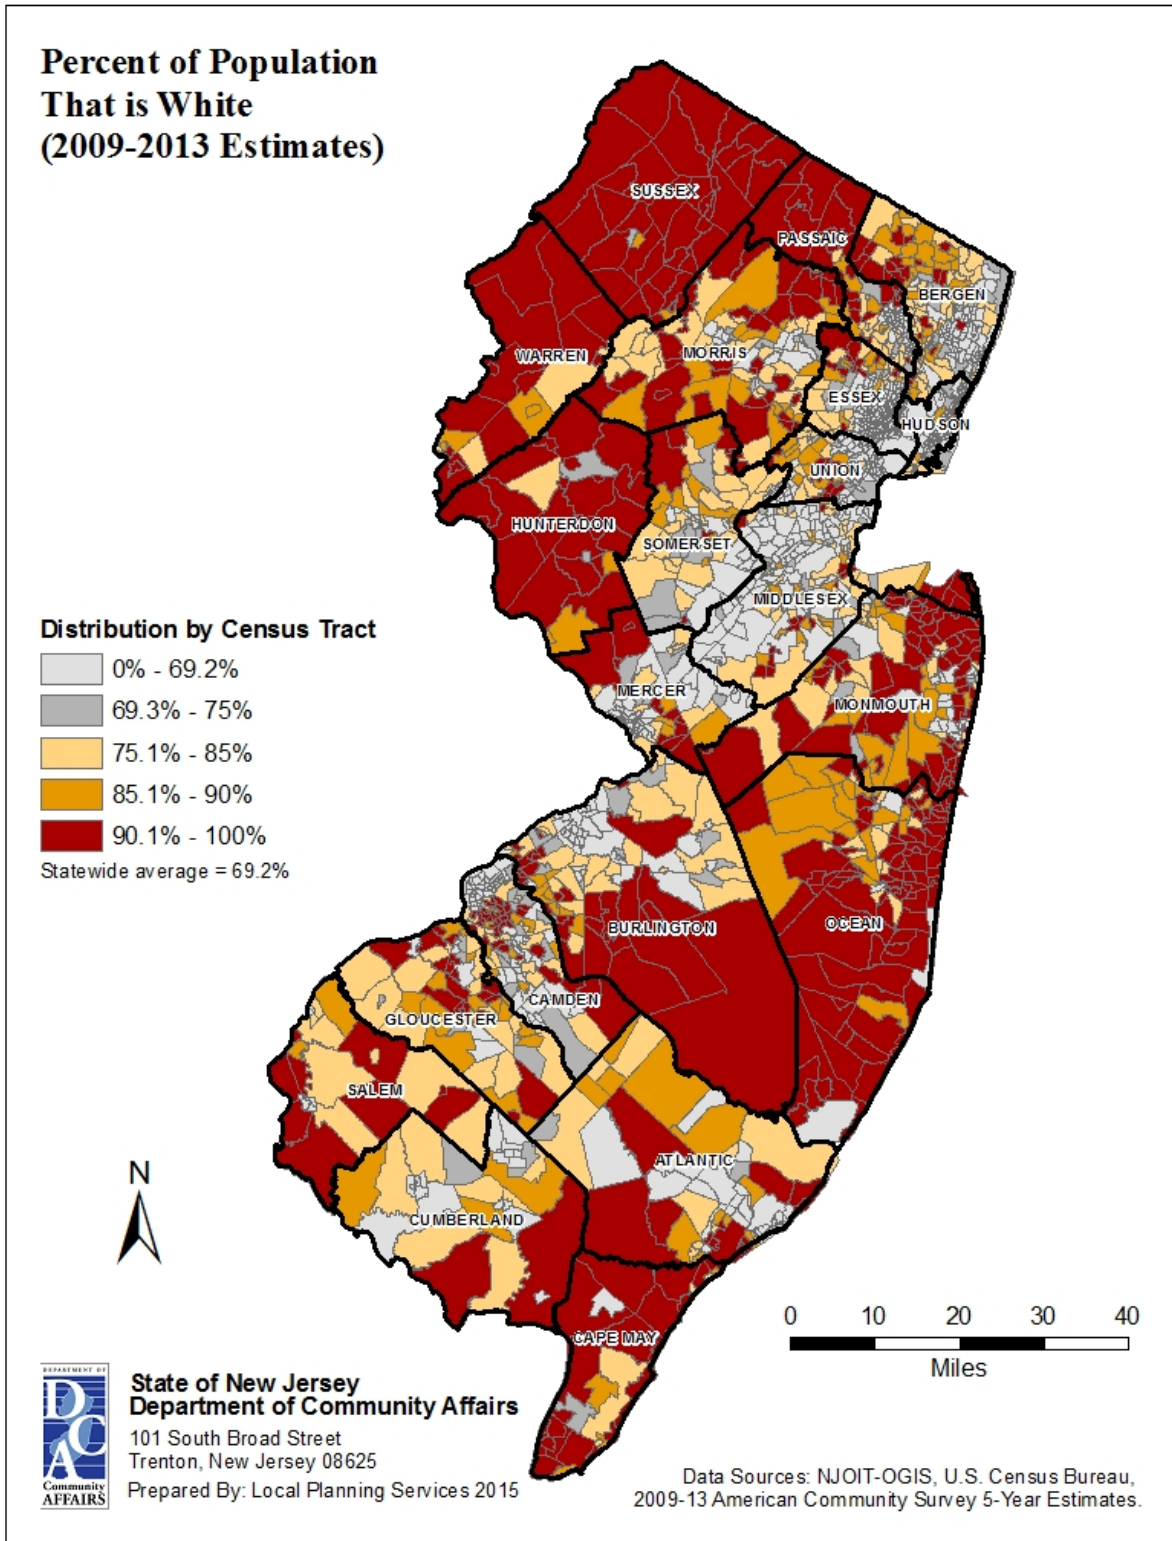 Percent of Population
That is White
(2009-2013 Estimates)
SUSSEX
PASSAIC
BERGEN
WARREN
MORRIS
ESSEX
HUDSON
UNION
HUNTERDON
SOMERSET
MIDDLESEX
Distribution by Census Tract
0% - 69.2%
69.3% - 75%
75.1% - 85%
85.1% - 90%
90.1% - 100%
Statewide average = 69.2%
MERCER
MONMOUTH
OCEAN
BURLINGTON
CAMDEN
GLOUCESTER
SALEM
ATLANTIC
CUMBERLAND
CAPE MAY
N
0 10 20 30 40
Miles
DEPARTMENT OF
DCA
Community
AFFAIRS
State of New Jersey
Department of Community Affairs
101 South Broad Street
Trenton, New Jersey 08625
Prepared By: Local Planning Services 2015
Data Sources: NJOIT-OGIS, U.S. Census Bureau,
2009-13 American Community Survey 5-Year Estimates.